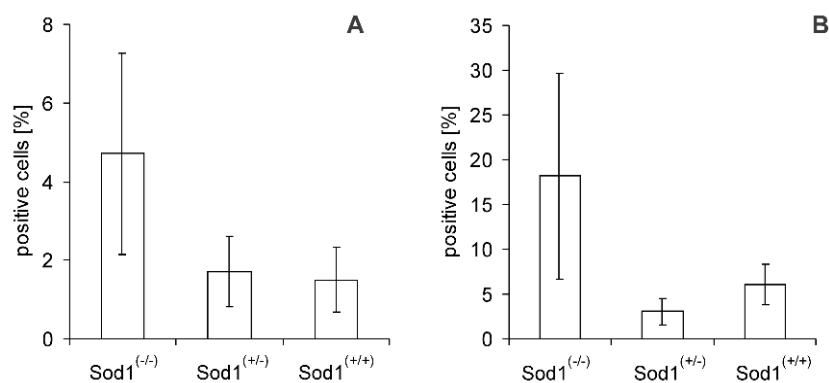 A
positive cells [%]
8
6
4
2
0
Sod1(-/-) Sod1(+/-) Sod1(+/+)
B
positive cells [%]
35
30
25
20
15
10
5
0
Sod1(-/-) Sod1(+/-) Sod1(+/+)